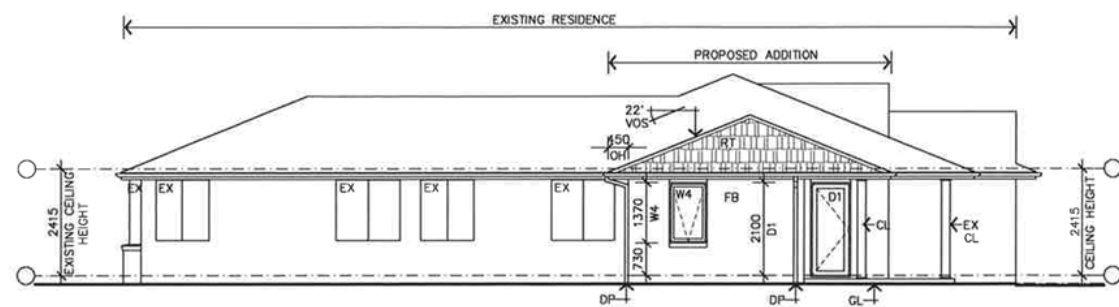 EXISTING RESIDENCE
PROPOSED ADDITION
22°
VOS
450
OH
RT
EX
EX
EX
EX
EX
W4
FB
D1
2415
EXISTING CEILING
HEIGHT
1370
W4
730
2100
D1
CL
EX
CL
2415
CEILING HEIGHT
DP
DP
GL